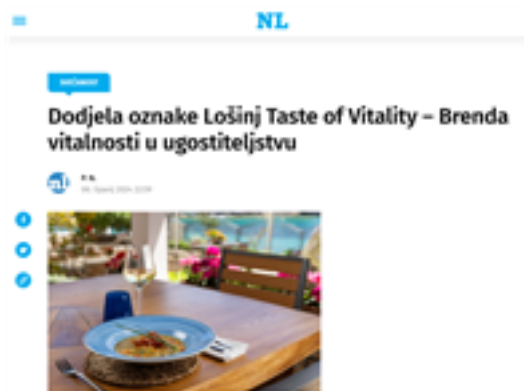 NL
Dodjela oznake Lošinj Taste of Vitality – Brenda
vitalnosti u ugostiteljstvu